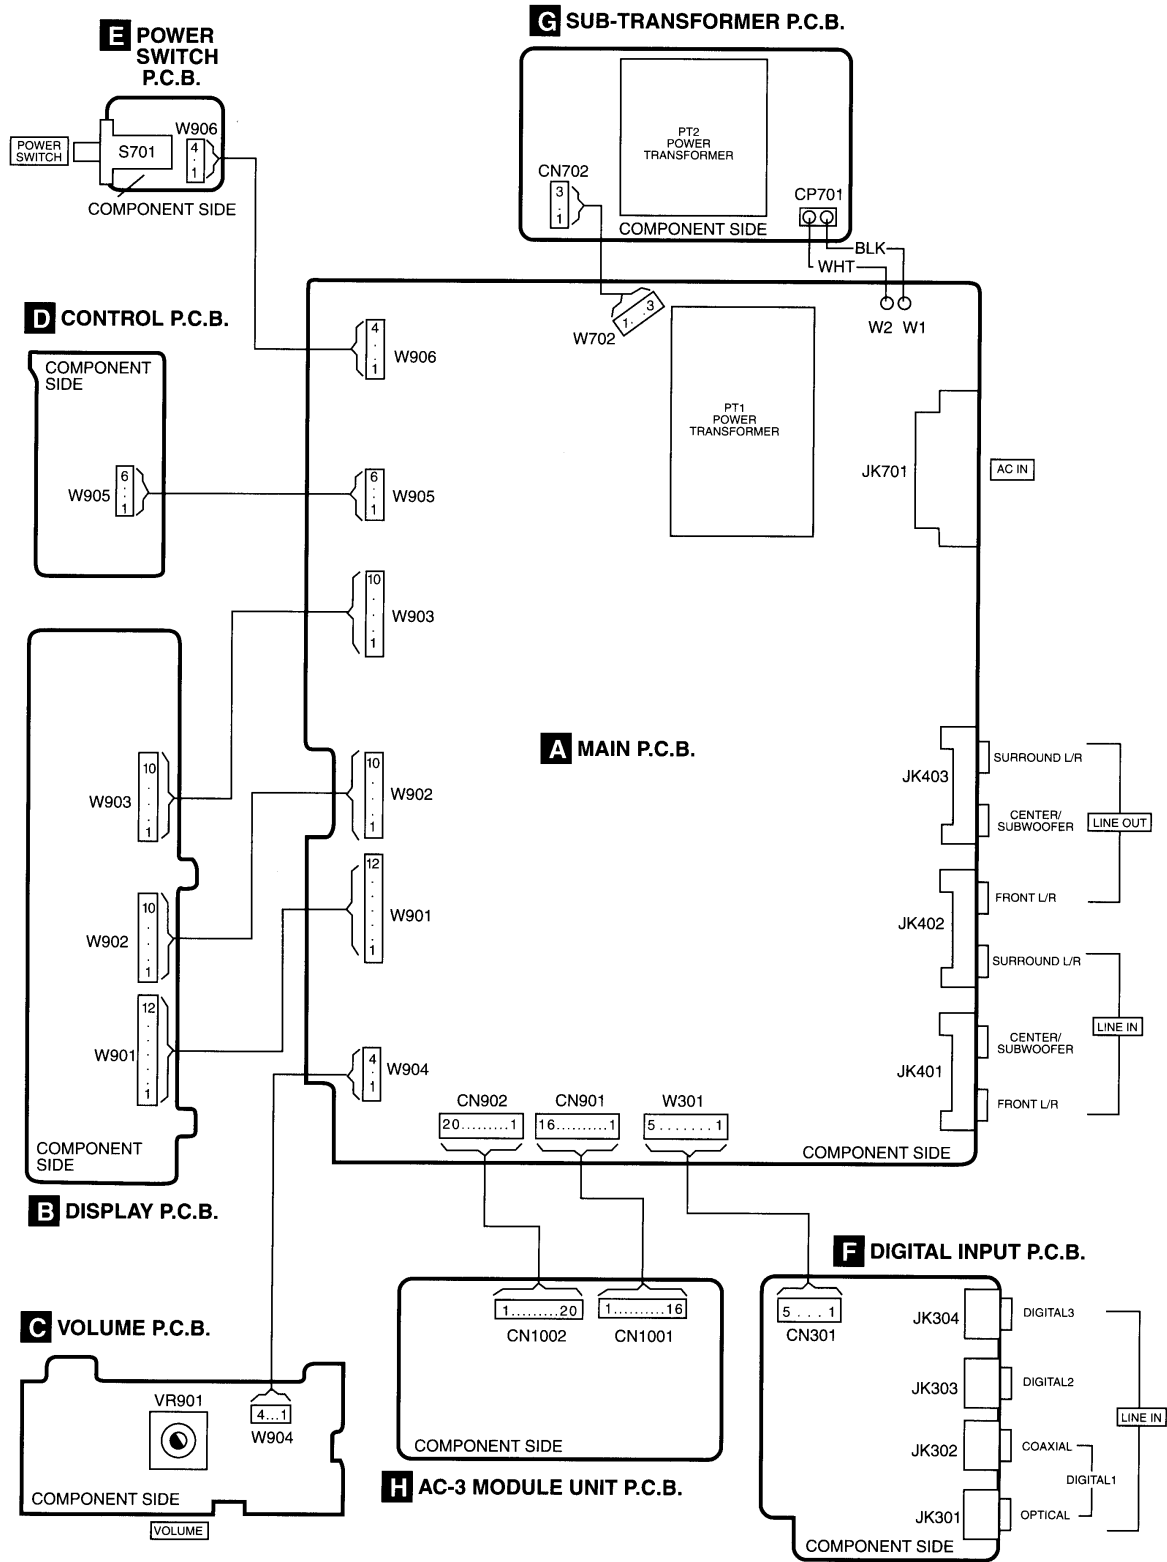 E POWER
SWITCH
P.C.B.
W906
POWER
SWITCH
S701
4
.
1
COMPONENT SIDE
G SUB-TRANSFORMER P.C.B.
PT2
POWER
TRANSFORMER
CN702
3
.
1
CP701
COMPONENT SIDE
BLK
WHT
W2 W1
D CONTROL P.C.B.
COMPONENT
SIDE
W905
6
.
.
1
4
.
.
1
W906
W702
1. .3
PT1
POWER
TRANSFORMER
JK701
AC IN
6
.
.
1
W905
10
.
.
.
1
W903
A MAIN P.C.B.
10
.
.
.
1
W902
12
.
.
.
.
1
W901
4
.
1
W904
W903
10
.
.
.
1
W902
10
.
.
.
1
W901
12
.
.
.
.
1
COMPONENT
SIDE
B DISPLAY P.C.B.
JK403
SURROUND L/R
CENTER/
SUBWOOFER
LINE OUT
JK402
FRONT L/R
SURROUND L/R
LINE IN
CENTER/
SUBWOOFER
JK401
FRONT L/R
CN902
20.........1
CN901
16..........1
W301
5.......1
COMPONENT SIDE
C VOLUME P.C.B.
VR901
4...1
W904
COMPONENT SIDE
VOLUME
1.........20
CN1002
1..........16
CN1001
COMPONENT SIDE
H AC-3 MODULE UNIT P.C.B.
F DIGITAL INPUT P.C.B.
5...1
CN301
JK304
DIGITAL3
JK303
DIGITAL2
LINE IN
JK302
COAXIAL
DIGITAL1
JK301
OPTICAL
COMPONENT SIDE